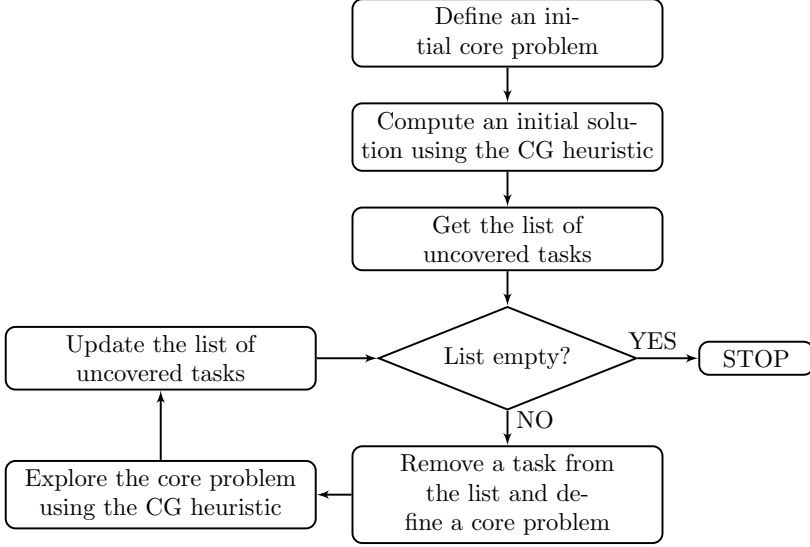 Define an ini-
tial core problem
Compute an initial solu-
tion using the CG heuristic
Get the list of
uncovered tasks
Update the list of
uncovered tasks
List empty?
YES
STOP
NO
Explore the core problem
using the CG heuristic
Remove a task from
the list and de-
fine a core problem